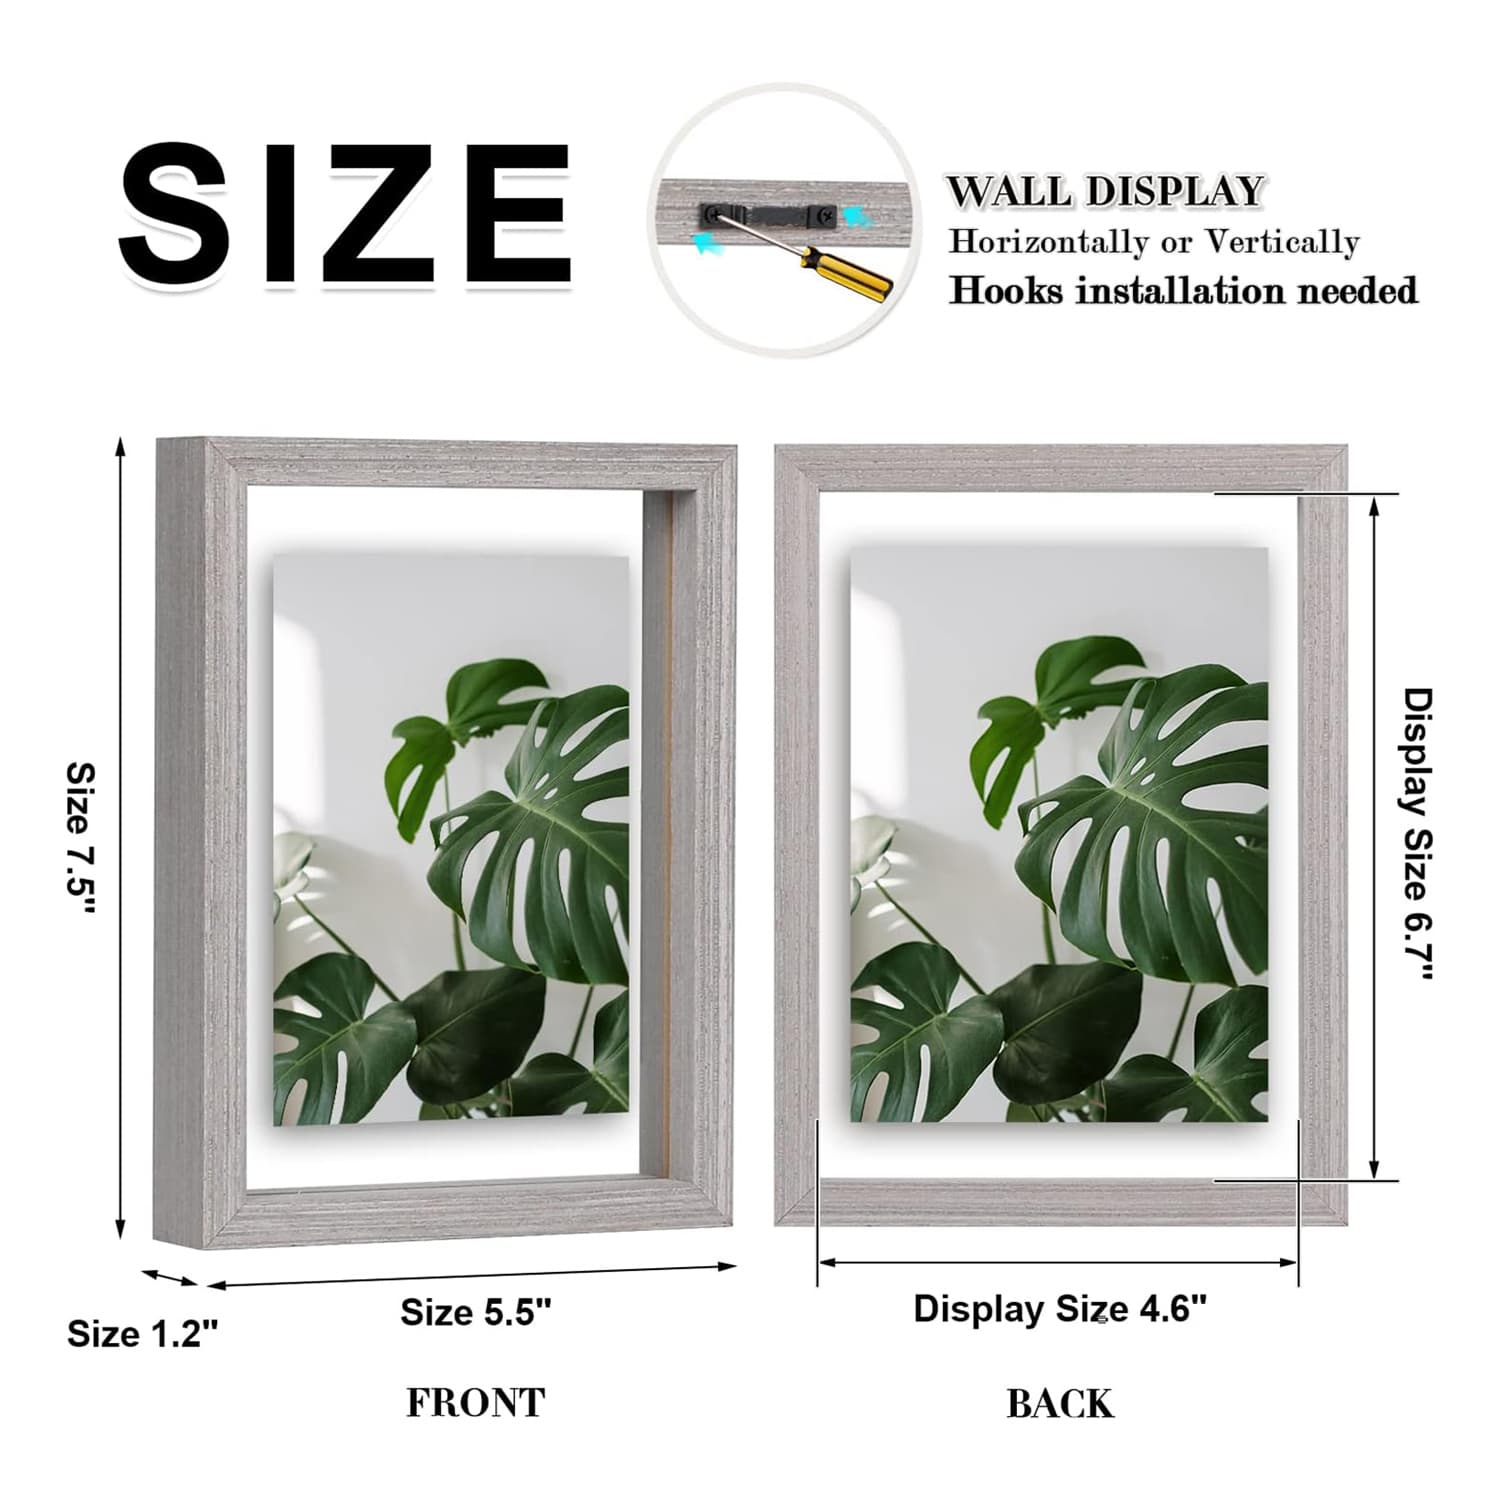 SIZE
WALL DISPLAY
Horizontally or Vertically
Hooks installation needed
Size 7.5"
Display Size 6.7"
Size 1.2"
Size 5.5"
Display Size 4.6"
FRONT
BACK